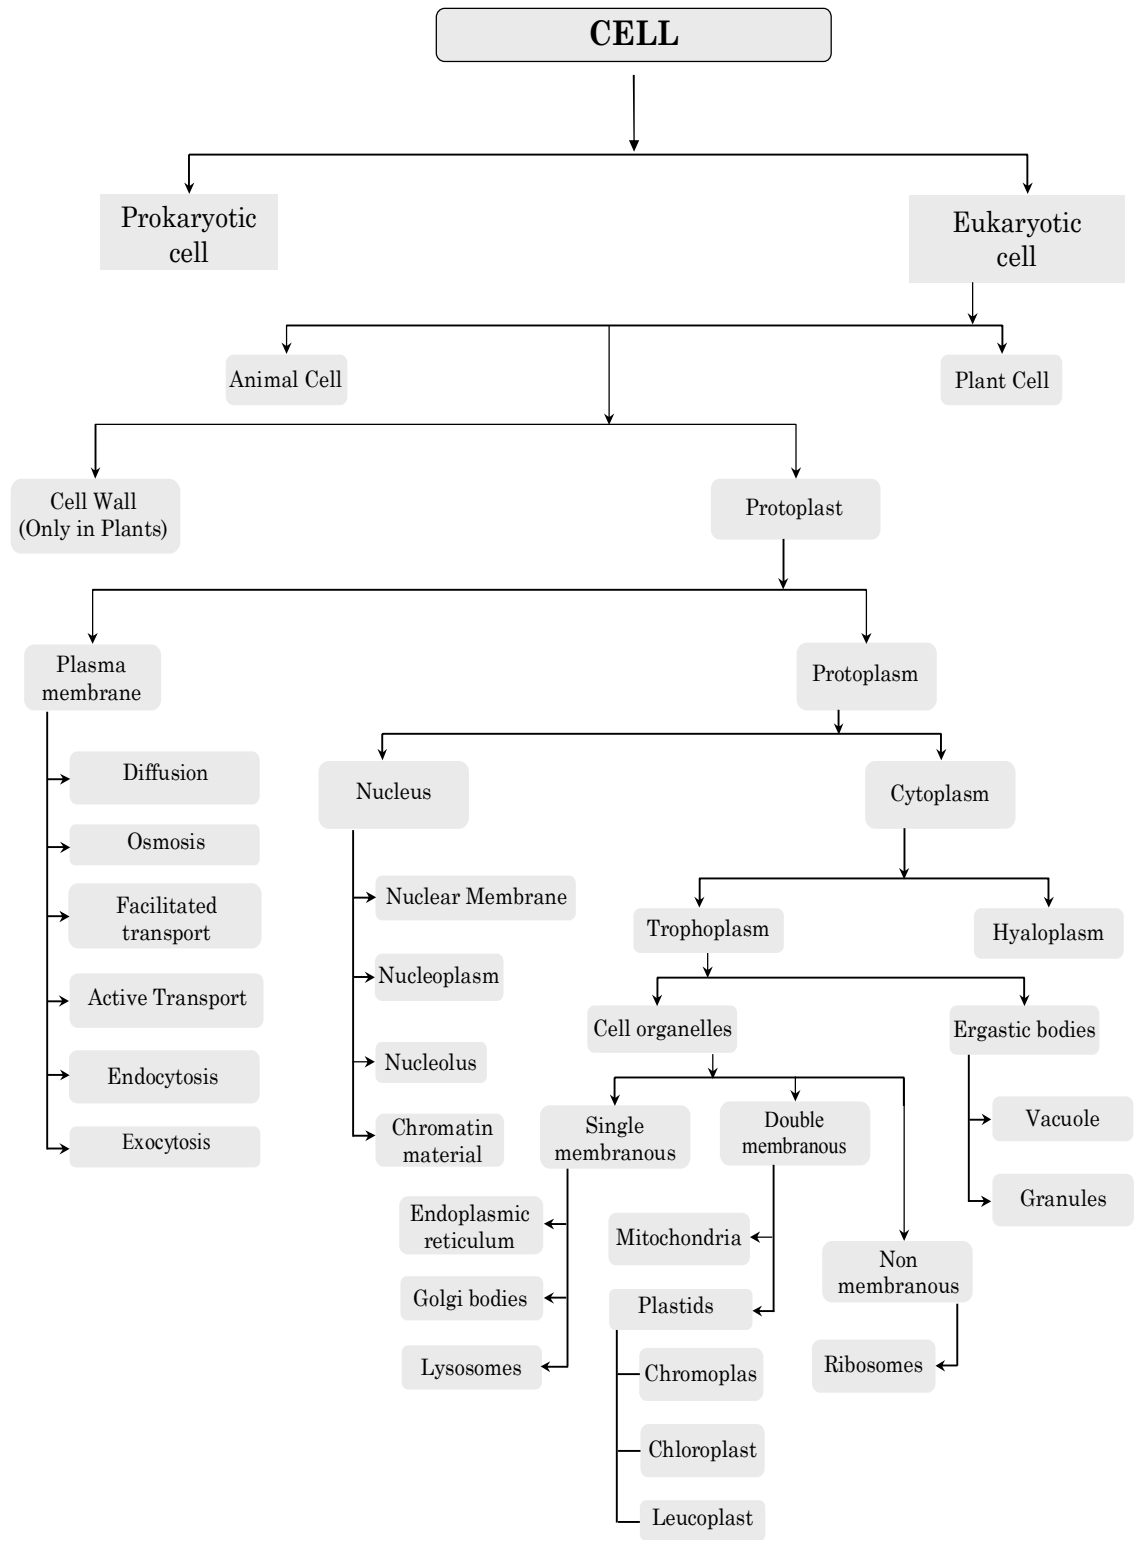 CELL
Prokaryotic
cell
Eukaryotic
cell
Animal Cell
Plant Cell
Cell Wall
(Only in Plants)
Protoplast
Plasma
membrane
Protoplasm
Diffusion
Osmosis
Facilitated
transport
Active Transport
Endocytosis
Exocytosis
Nucleus
Cytoplasm
Nuclear Membrane
Nucleoplasm
Nucleolus
Chromatin
material
Trophoplasm
Hyaloplasm
Cell organelles
Ergastic bodies
Single
membranous
Double
membranous
Vacuole
Granules
Endoplasmic
reticulum
Golgi bodies
Lysosomes
Mitochondria
Plastids
Non
membranous
Ribosomes
Chromoplas
Chloroplast
Leucoplast